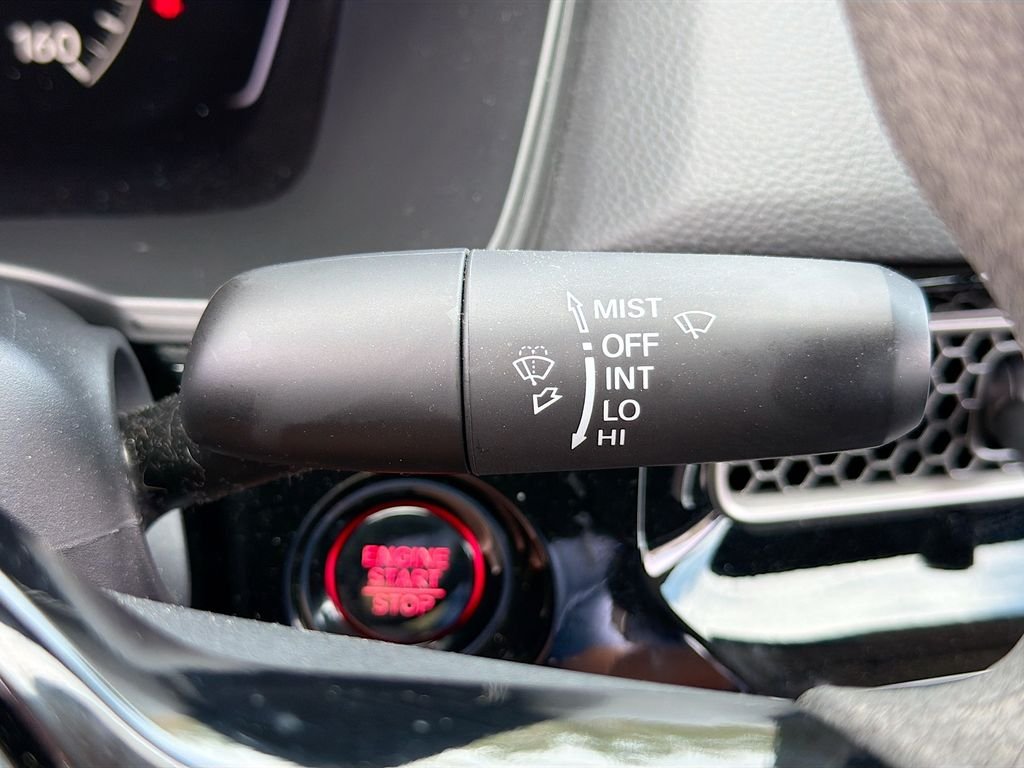 160
MIST
OFF
INT
LO
HI
ENGINE
START
STOP